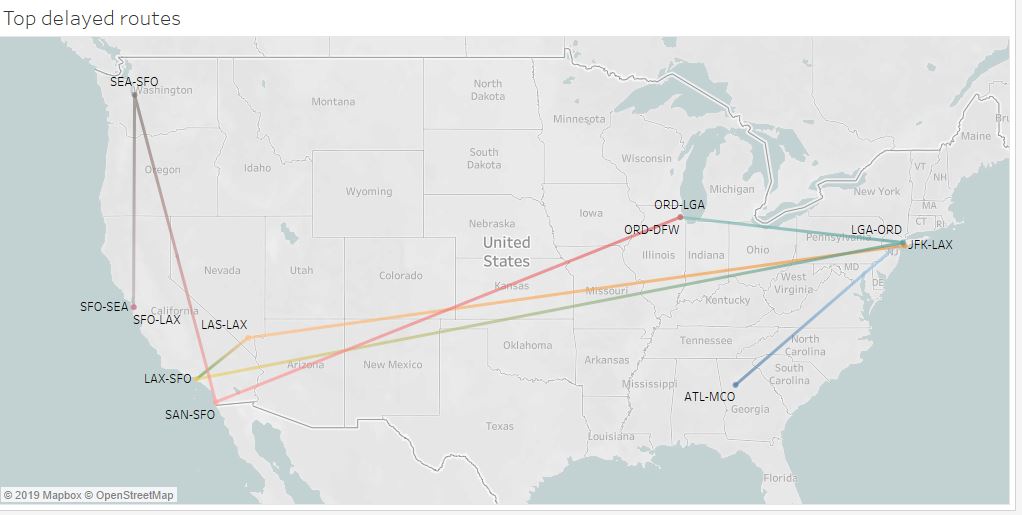 Top delayed routes
SEA-SFO
Washington
Montana
North
Dakota
Minnesota
Maine
Oregon
Idaho
South
Dakota
Wisconsin
Michigan
VT
NH
Wyoming
New York
MA
CT
RI
ORD-LGA
Iowa
Nebraska
ORD-DFW
LGA-ORD
Pennsylvania
JFK-LAX
NJ
United
States
Nevada
Utah
Colorado
Illinois
Indiana
Ohio
MD
DE
West
Virginia
Kansas
Missouri
Kentucky
SFO-SEA
California
SFO-LAX
LAS-LAX
Oklahoma
Tennessee
North
Carolina
Arizona
New Mexico
Arkansas
South
Carolina
LAX-SFO
Mississippi
ATL-MCO
Georgia
SAN-SFO
Texas
Louisiana
Florida
© 2019 Mapbox © OpenStreetMap